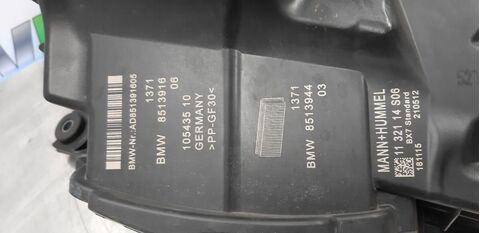 BMW-Nr.:AD851391605
1371
BMW 8513916
06
105435 10
GERMANY
>PP-GF30<
1371
BMW 8513944
03
MANN+HUMMEL
11 321 14 S06
BX7 Standard
181115 210512